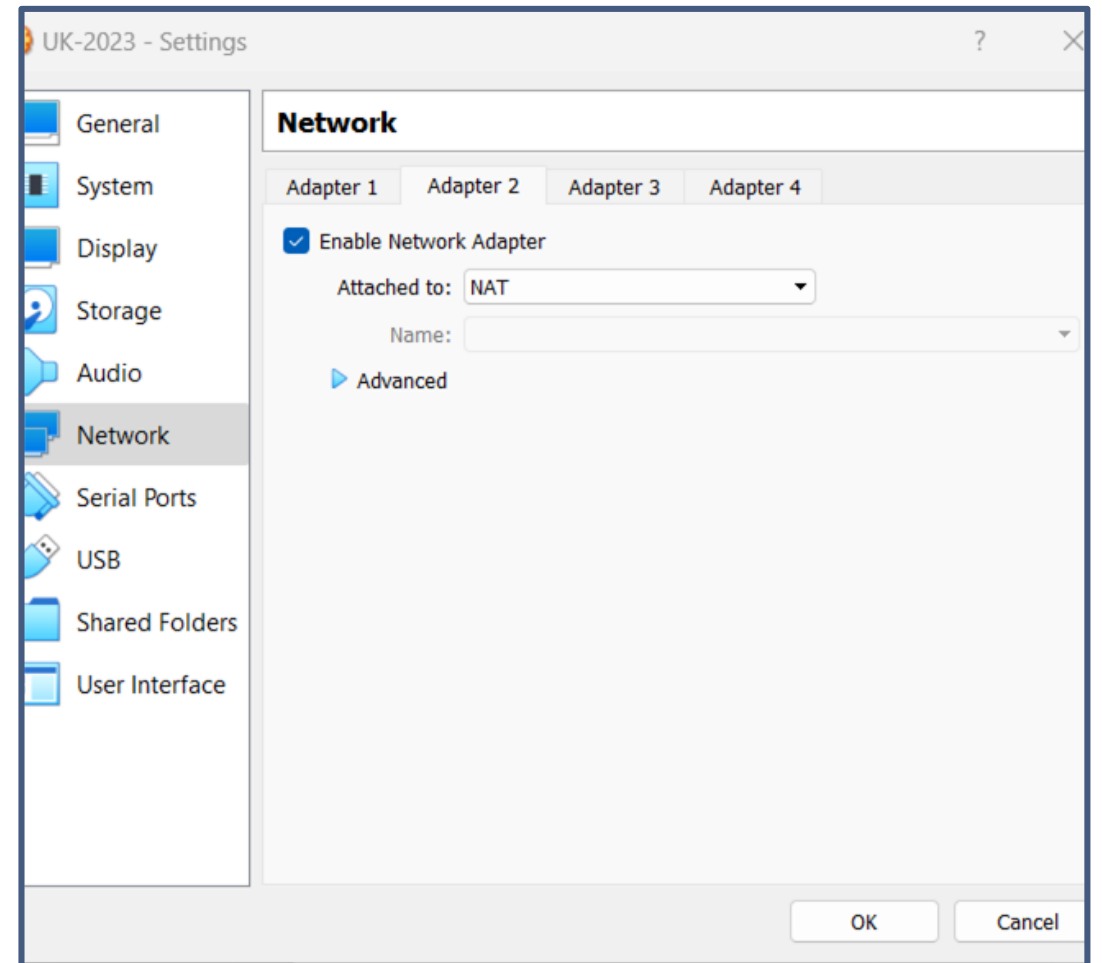 UK-2023 - Settings ?
General
System
Display
Storage
Audio
Network
Serial Ports
USB
Shared Folders
User Interface
Network
Adapter 1 Adapter 2 Adapter 3 Adapter 4
Enable Network Adapter
Attached to: NAT
Name:
Advanced
OK Cancel